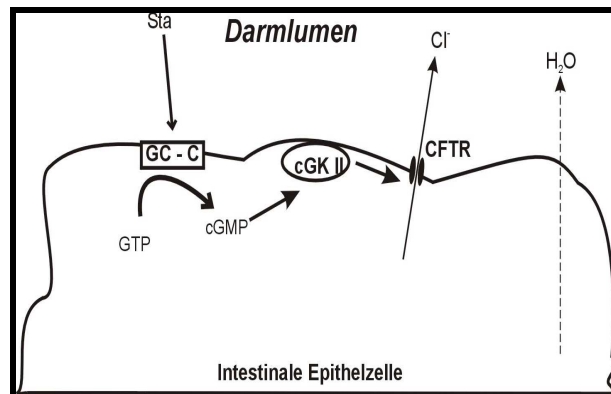 Sta
Darmlumen
Cl⁻
H₂O
GC - C
cGK II
CFTR
GTP
cGMP
Intestinale Epithelzelle